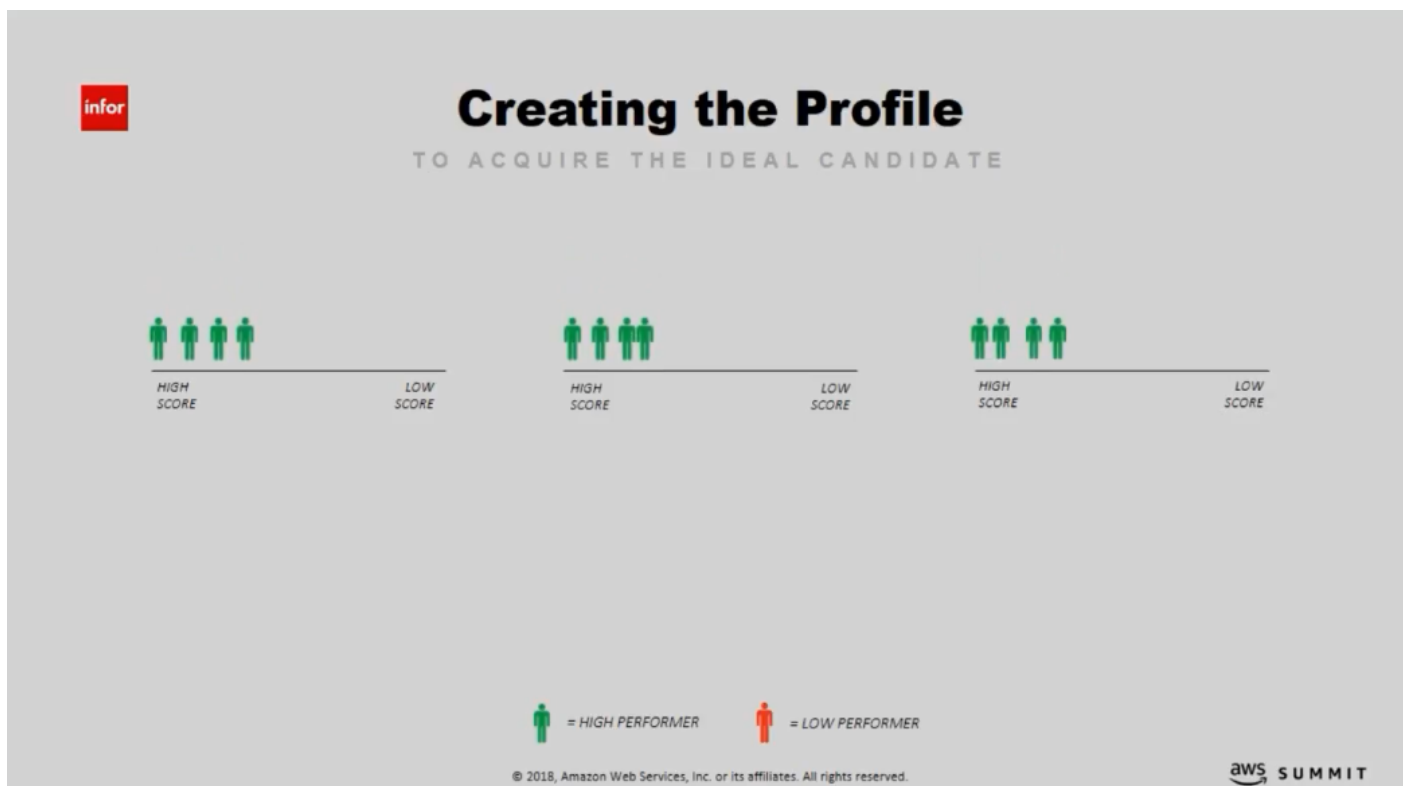 infor
Creating the Profile
TO ACQUIRE THE IDEAL CANDIDATE
HIGH
SCORE
LOW
SCORE
HIGH
SCORE
LOW
SCORE
HIGH
SCORE
LOW
SCORE
= HIGH PERFORMER
= LOW PERFORMER
© 2018, Amazon Web Services, Inc. or its affiliates. All rights reserved.
aws SUMMIT